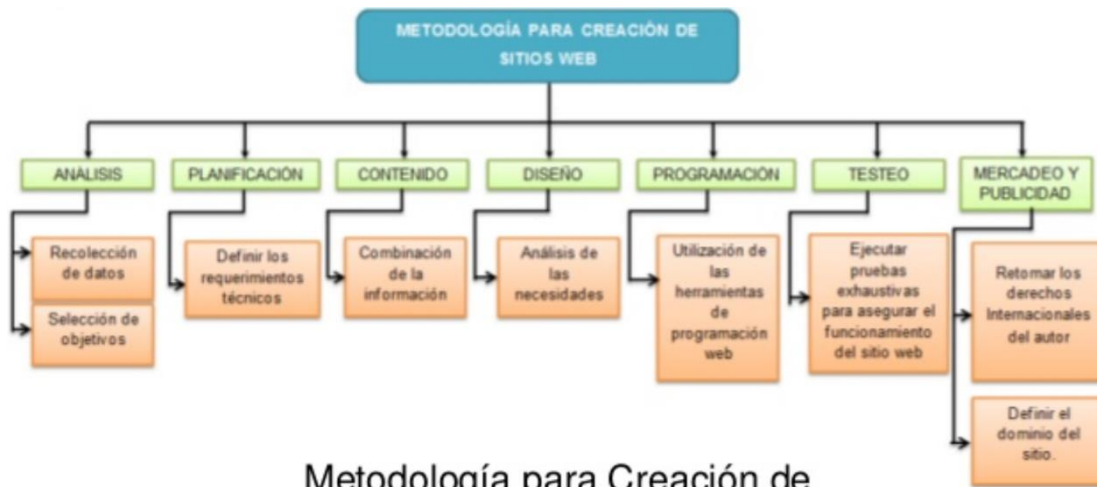 METODOLOGÍA PARA CREACIÓN DE
SITIOS WEB
ANÁLISIS
PLANIFICACIÓN
CONTENIDO
DISEÑO
PROGRAMACIÓN
TESTEO
MERCADEO Y
PUBLICIDAD
Recolección
de datos
Selección de
objetivos
Definir los
requerimientos
técnicos
Combinación
de la
información
Análisis de
las
necesidades
Utilización de
las
herramientas
de
programación
web
Ejecutar
pruebas
exhaustivas
para asegurar el
funcionamiento
del sitio web
Retomar los
derechos
Internacionales
del autor
Definir el
dominio del
sitio.
Metodología para Creación de